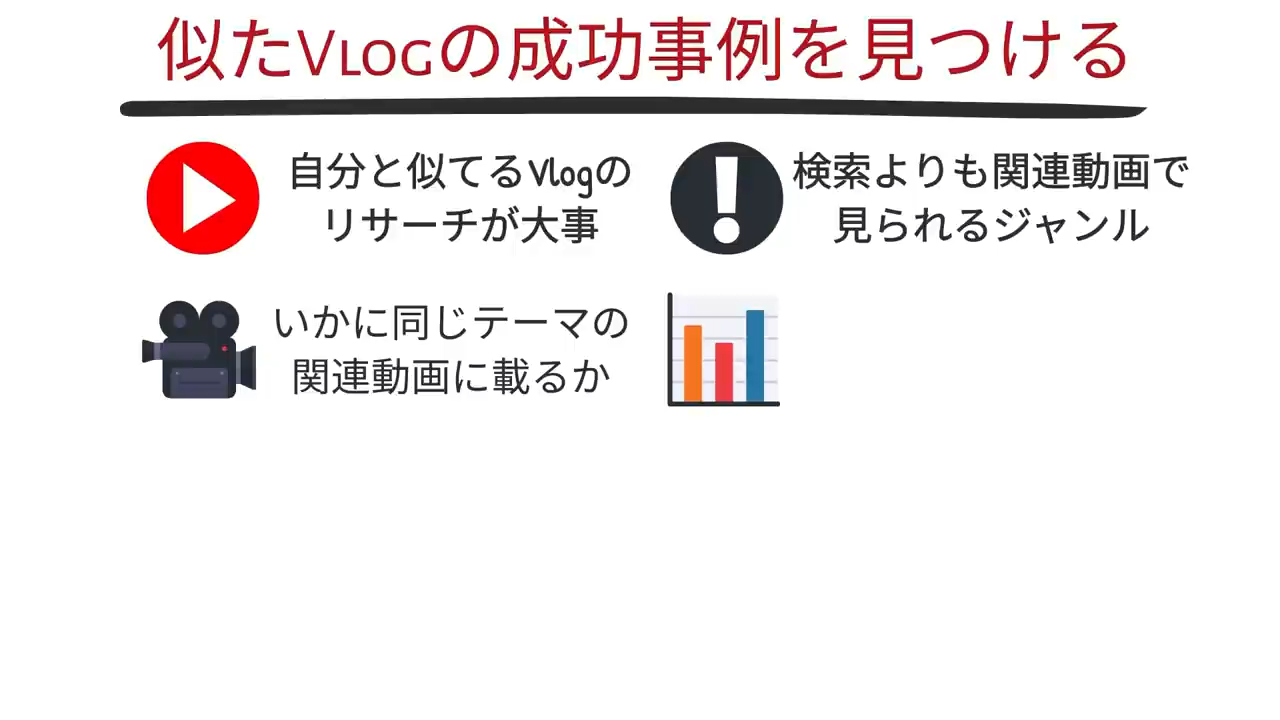 似たVlogの成功事例を見つける
自分と似てるVlogの
リサーチが大事
検索よりも関連動画で
見られるジャンル
いかに同じテーマの
関連動画に載るか